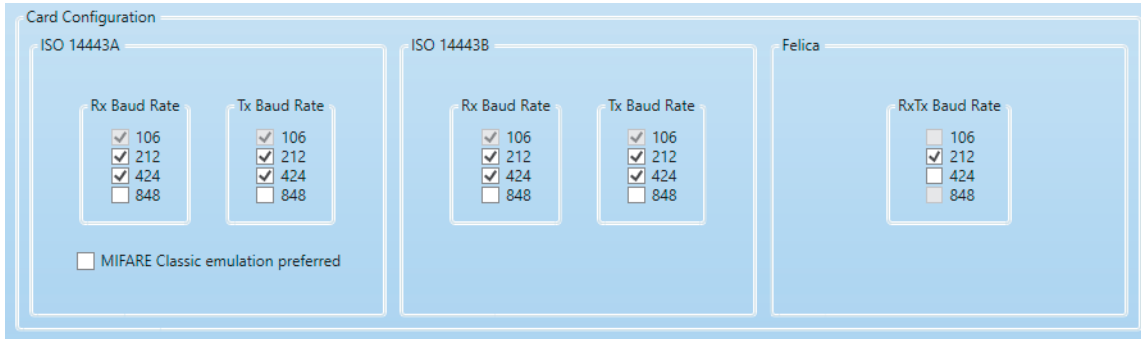 Card Configuration
ISO 14443A
Rx Baud Rate
106
212
424
848
Tx Baud Rate
106
212
424
848
MIFARE Classic emulation preferred
ISO 14443B
Rx Baud Rate
106
212
424
848
Tx Baud Rate
106
212
424
848
Felica
RxTx Baud Rate
106
212
424
848